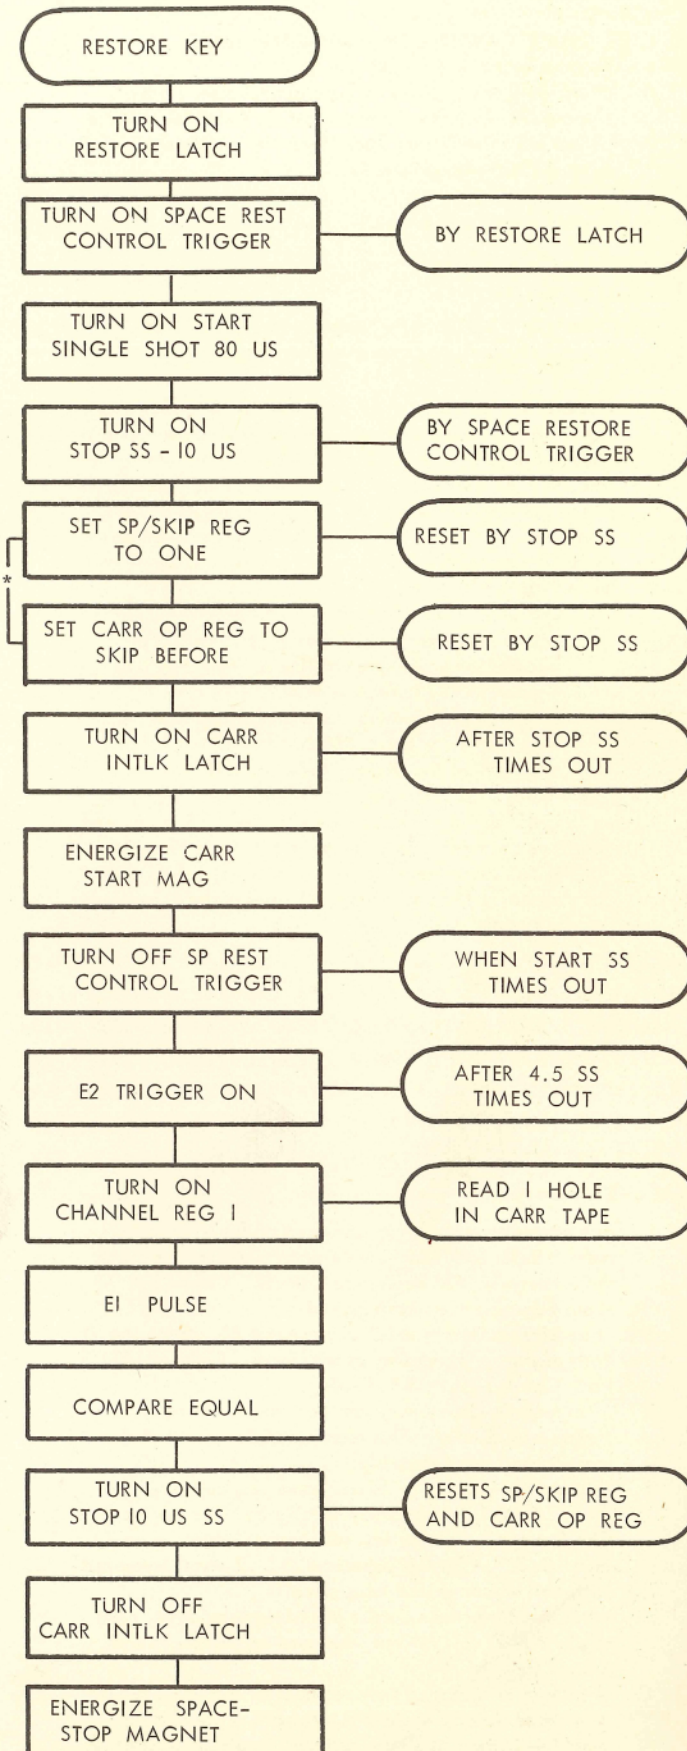 RESTORE KEY
TURN ON
RESTORE LATCH
TURN ON SPACE REST
CONTROL TRIGGER
BY RESTORE LATCH
TURN ON START
SINGLE SHOT 80 US
TURN ON
STOP SS - 10 US
BY SPACE RESTORE
CONTROL TRIGGER
SET SP/SKIP REG
TO ONE
RESET BY STOP SS
*
SET CARR OP REG TO
SKIP BEFORE
RESET BY STOP SS
TURN ON CARR
INTLK LATCH
AFTER STOP SS
TIMES OUT
ENERGIZE CARR
START MAG
TURN OFF SP REST
CONTROL TRIGGER
WHEN START SS
TIMES OUT
E2 TRIGGER ON
AFTER 4.5 SS
TIMES OUT
TURN ON
CHANNEL REG 1
READ 1 HOLE
IN CARR TAPE
E1 PULSE
COMPARE EQUAL
TURN ON
STOP 10 US SS
RESETS SP/SKIP REG
AND CARR OP REG
TURN OFF
CARR INTLK LATCH
ENERGIZE SPACE-
STOP MAGNET